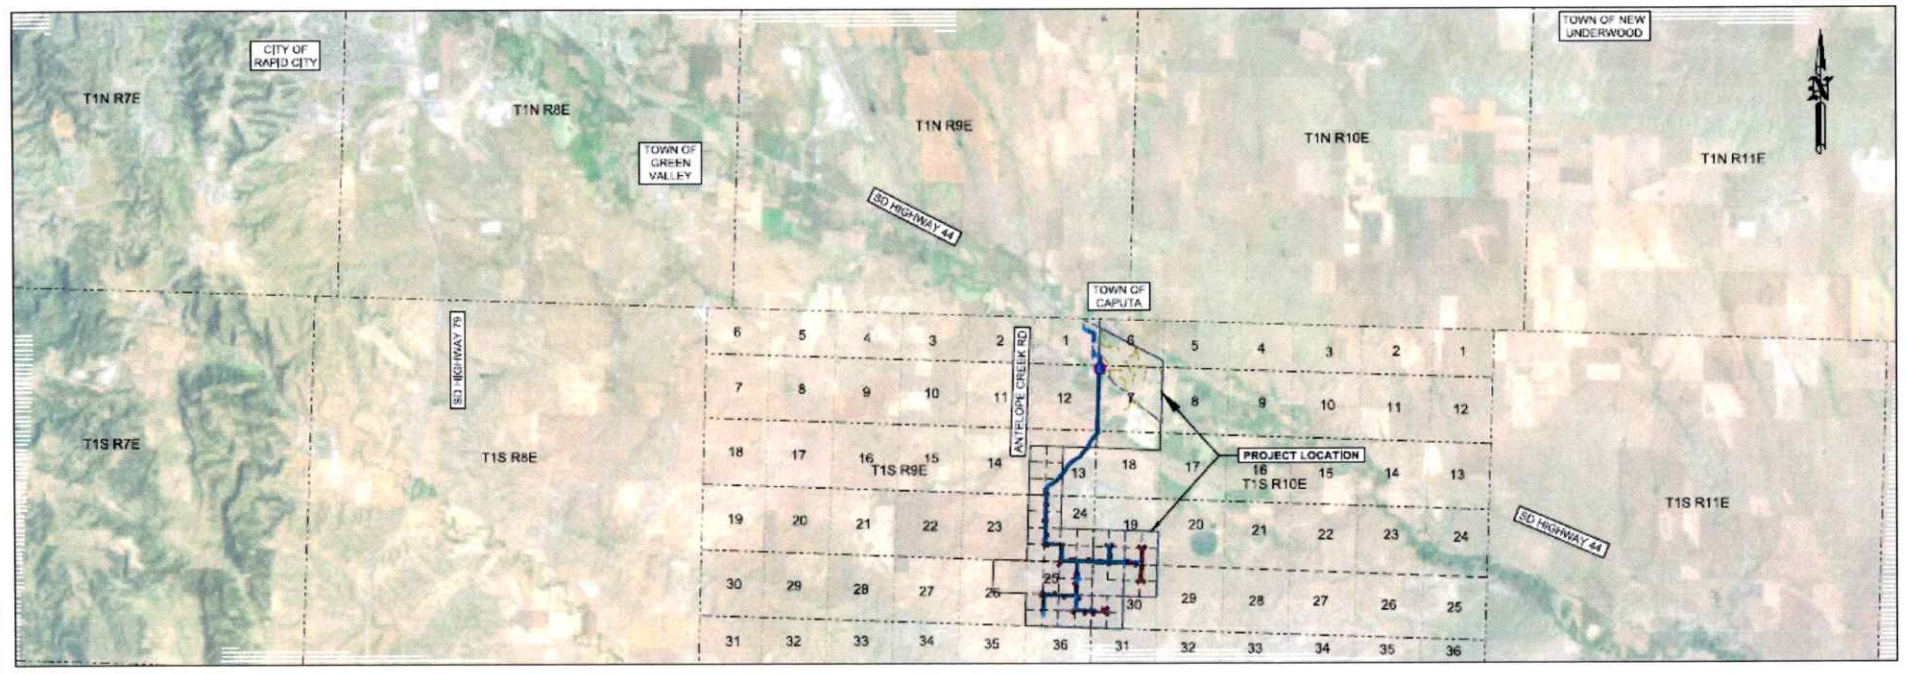 TOWN OF NEW
UNDERWOOD
CITY OF
RAPID CITY
N
T1N R7E
T1N R8E
T1N R9E
T1N R10E
T1N R11E
TOWN OF
GREEN
VALLEY
SD HIGHWAY 44
TOWN OF
CAPUTA
SD HIGHWAY 79
ANTELOPE CREEK RD
6 5 4 3 2 1 6 5 4 3 2 1
7 8 9 10 11 12 7 8 9 10 11 12
T1S R7E
T1S R8E
18 17 16 15 14 13 18 17 16 15 14 13
T1S R9E
PROJECT LOCATION
T1S R10E
T1S R11E
SD HIGHWAY 44
19 20 21 22 23 24 19 20 21 22 23 24
30 29 28 27 26 25 30 29 28 27 26 25
31 32 33 34 35 36 31 32 33 34 35 36